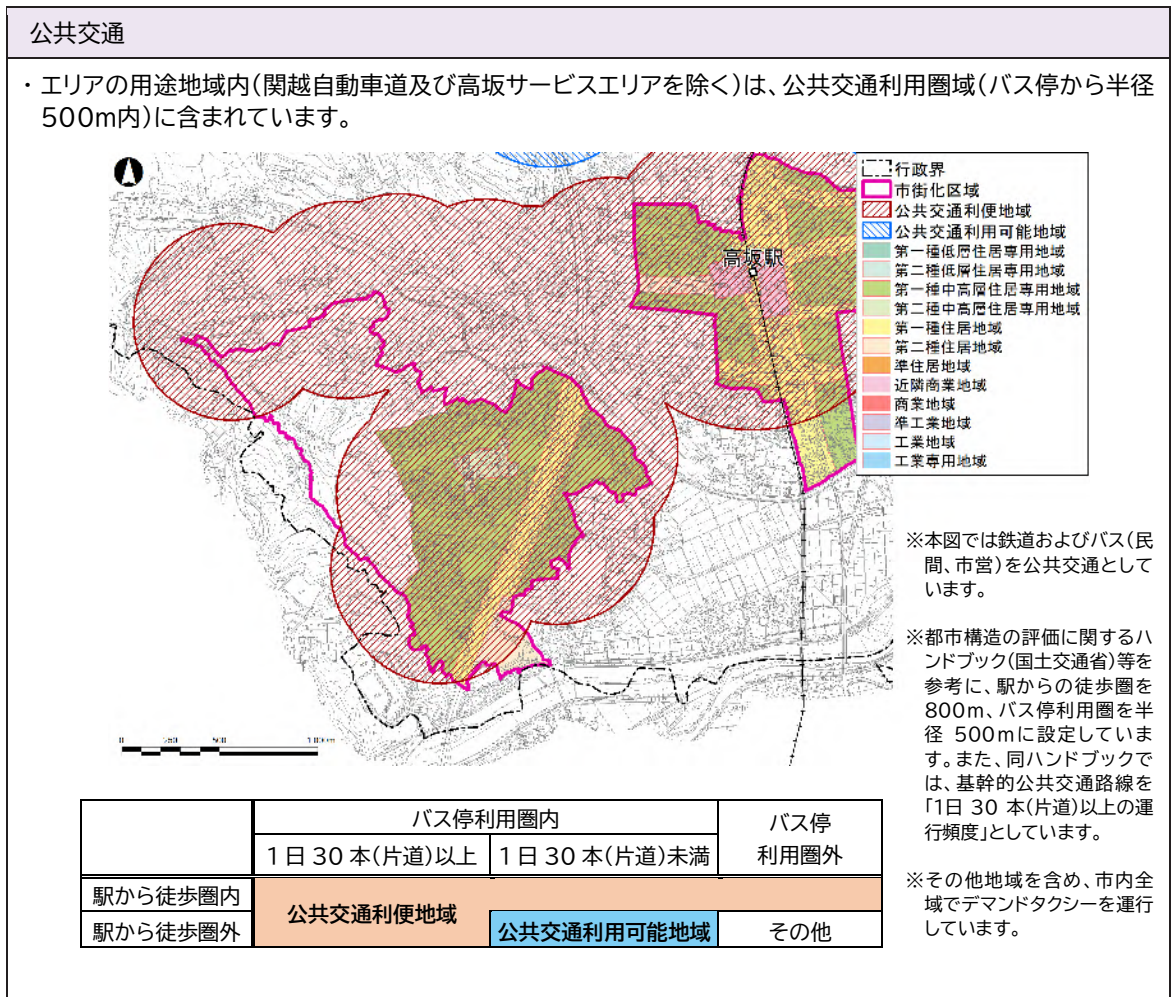 公共交通
・エリアの用途地域内(関越自動車道及び高坂サービスエリアを除く)は、公共交通利用圏域(バス停から半径
500m内)に含まれています。
行政界
市街化区域
公共交通利便地域
公共交通利用可能地域
第一種低層住居専用地域
第二種低層住居専用地域
第一種中高層住居専用地域
第二種中高層住居専用地域
第一種住居地域
第二種住居地域
準住居地域
近隣商業地域
商業地域
準工業地域
工業地域
工業専用地域
高坂駅
0 250 500 1,000m
※本図では鉄道およびバス(民
間、市営)を公共交通として
います。
※都市構造の評価に関するハ
ンドブック(国土交通省)等を
参考に、駅からの徒歩圏を
800m、バス停利用圏を半
径 500mに設定していま
す。また、同ハンドブックで
は、基幹的公共交通路線を
「1日 30 本(片道)以上の運
行頻度」としています。
※その他地域を含め、市内全
域でデマンドタクシーを運行
しています。
バス停利用圏内
バス停
利用圏外
1日30本(片道)以上
1日30本(片道)未満
駅から徒歩圏内
公共交通利便地域
駅から徒歩圏外
公共交通利用可能地域
その他